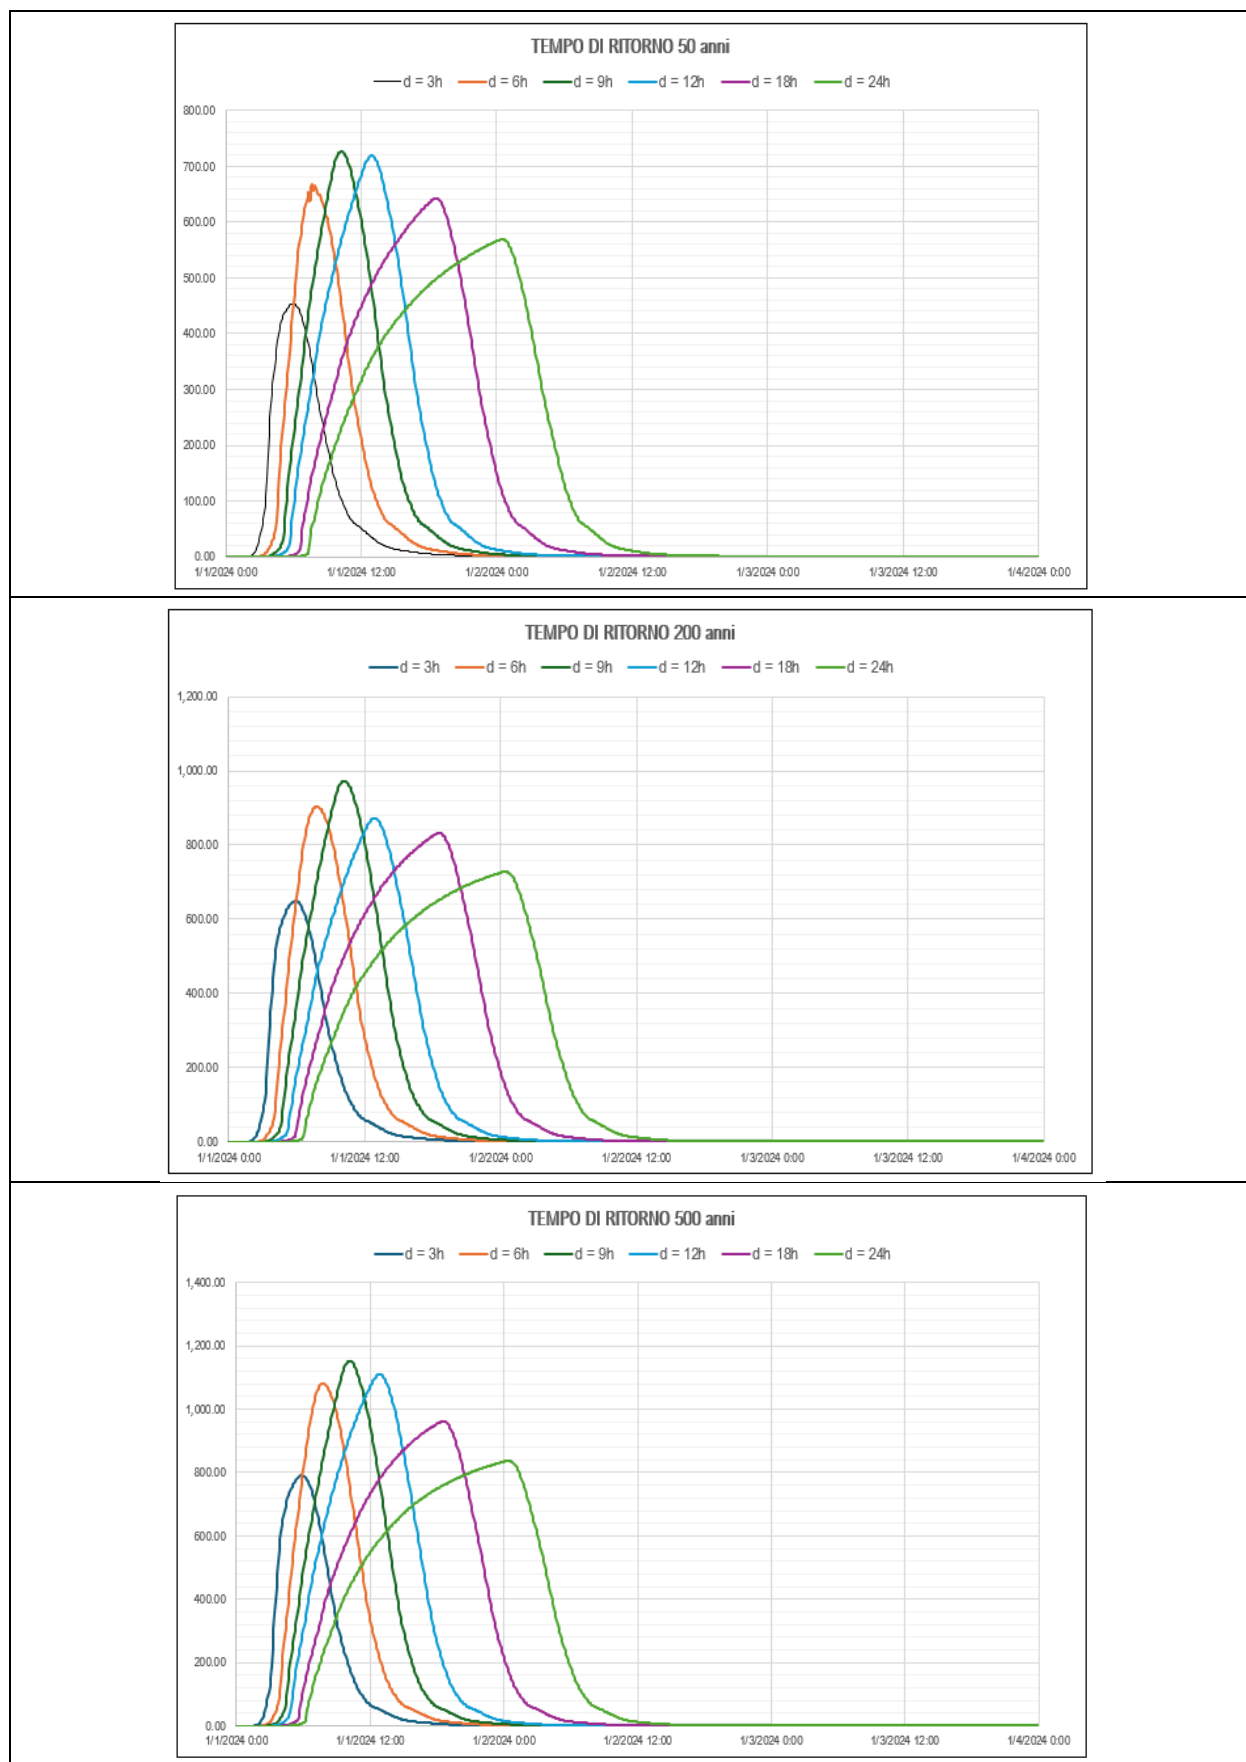 TEMPO DI RITORNO 50 anni
d = 3h d = 6h d = 9h d = 12h d = 18h d = 24h
800.00
700.00
600.00
500.00
400.00
300.00
200.00
100.00
0.00
1/1/2024 0:00 1/1/2024 12:00 1/2/2024 0:00 1/2/2024 12:00 1/3/2024 0:00 1/3/2024 12:00 1/4/2024 0:00
TEMPO DI RITORNO 200 anni
d = 3h d = 6h d = 9h d = 12h d = 18h d = 24h
1,200.00
1,000.00
800.00
600.00
400.00
200.00
0.00
1/1/2024 0:00 1/1/2024 12:00 1/2/2024 0:00 1/2/2024 12:00 1/3/2024 0:00 1/3/2024 12:00 1/4/2024 0:00
TEMPO DI RITORNO 500 anni
d = 3h d = 6h d = 9h d = 12h d = 18h d = 24h
1,400.00
1,200.00
1,000.00
800.00
600.00
400.00
200.00
0.00
1/1/2024 0:00 1/1/2024 12:00 1/2/2024 0:00 1/2/2024 12:00 1/3/2024 0:00 1/3/2024 12:00 1/4/2024 0:00